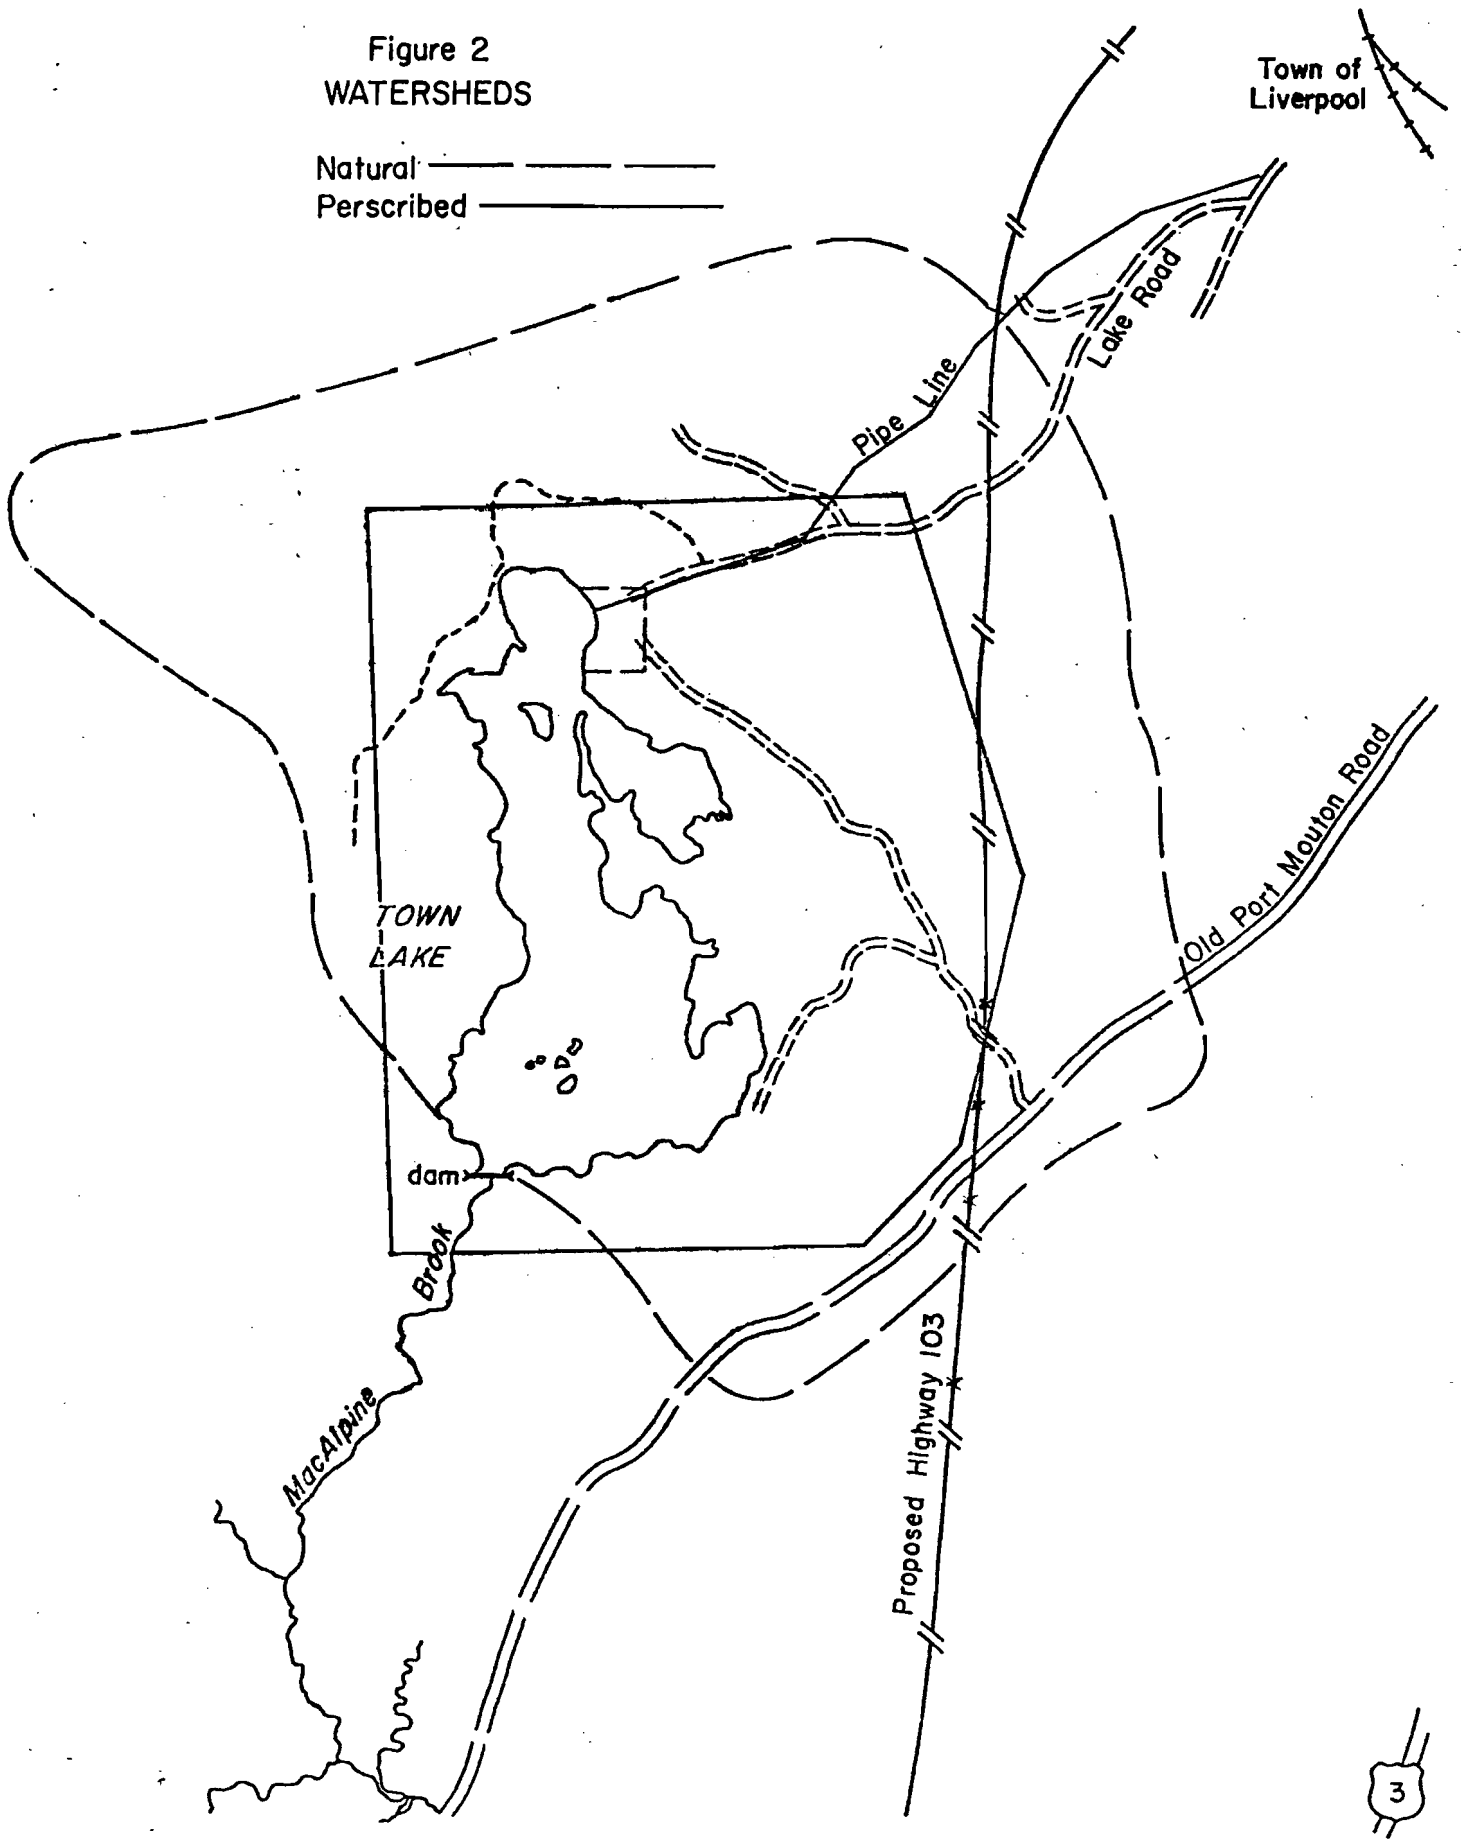 Figure 2
WATERSHEDS
Natural
Perscribed
Town of
Liverpool
Lake Road
Pipe Line
Old Port Mouton Road
TOWN
LAKE
dam
Brook
MacAlpine
Proposed Highway 103
3